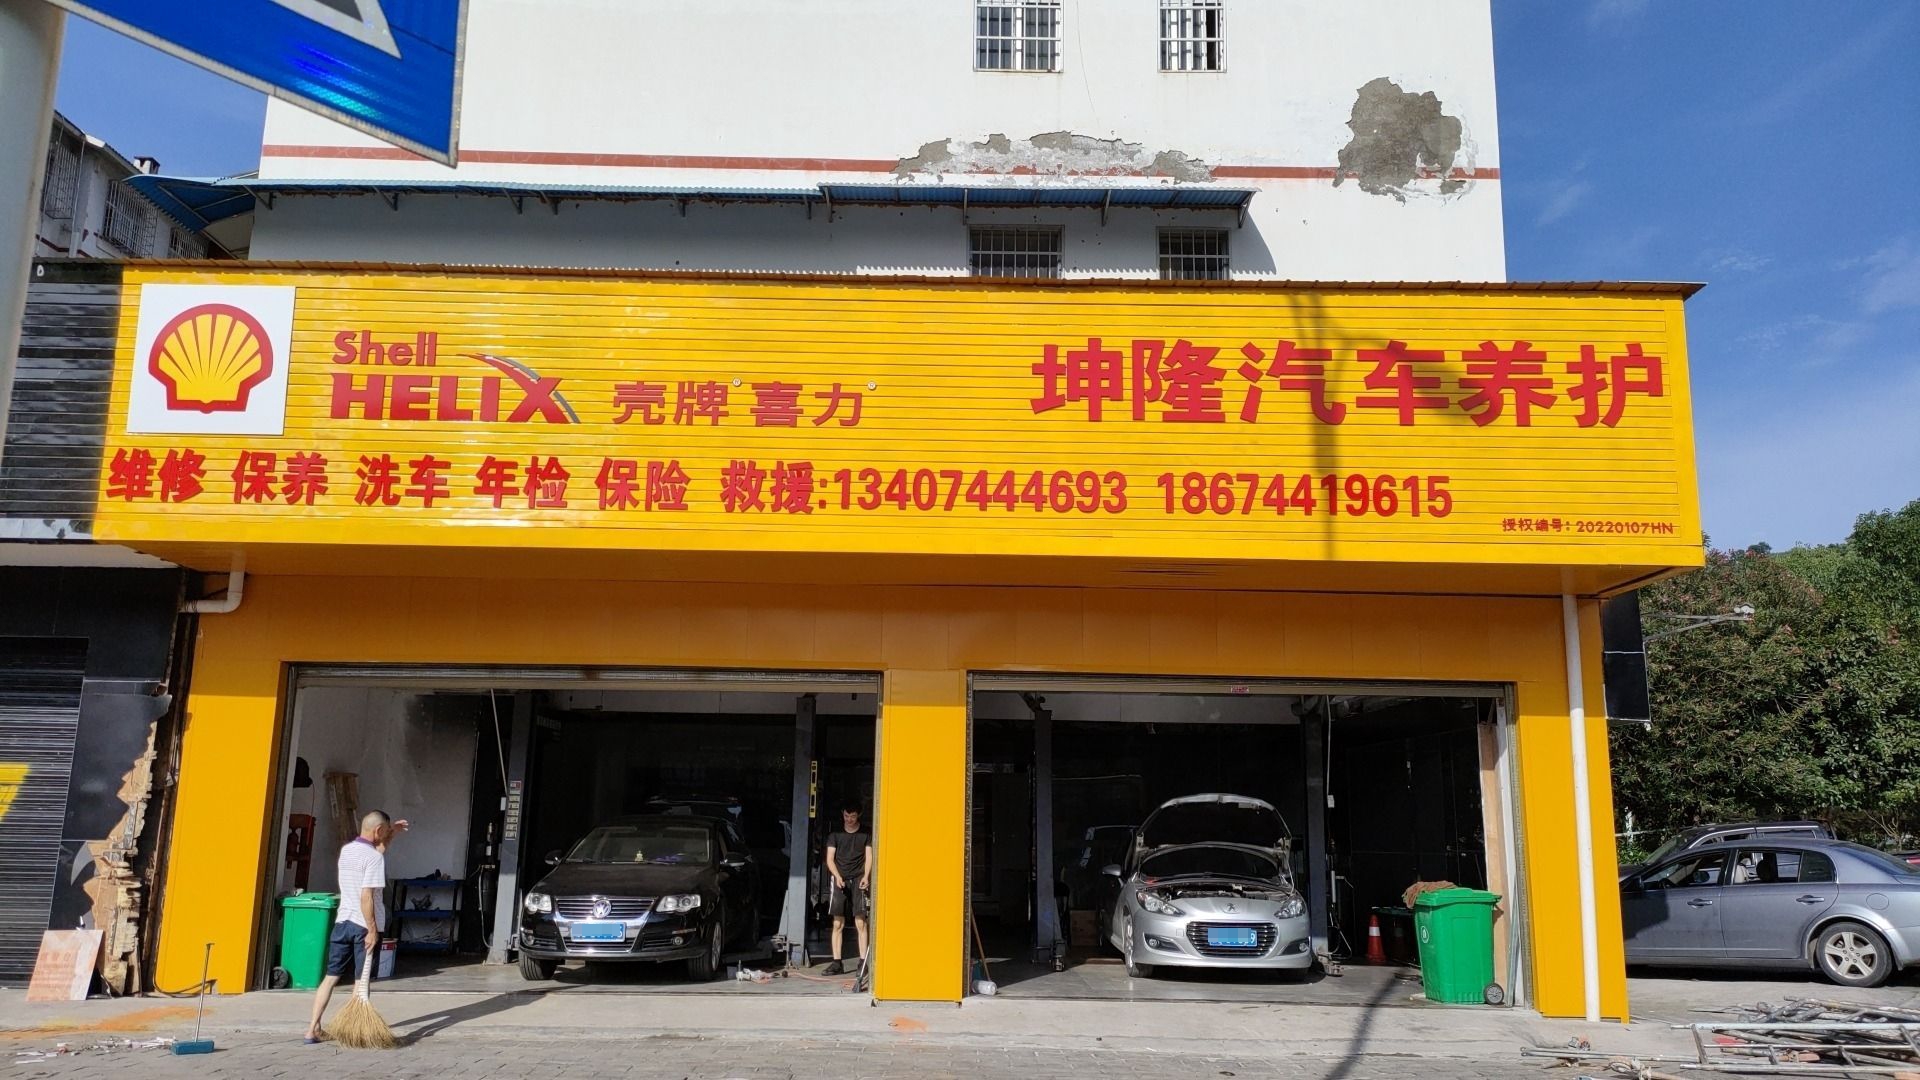 Shell
HELIX 壳牌® 喜力®
坤隆汽车养护
维修 保养 洗车 年检 保险 救援:13407444693 18674419615
授权编号：20220107HN